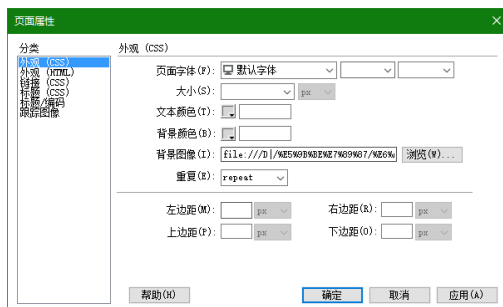 页面属性
分类
外观 (CSS)
外观 (HTML)
链接 (CSS)
标题 (CSS)
标题/编码
跟踪图像
外观 (CSS)
页面字体(F): 默认字体
大小(S): px
文本颜色(T):
背景颜色(B):
背景图像(I): file:///D|/%E5%9B%BE%E7%89%87/%E6% 浏览(W)...
重复(E): repeat
左边距(M): px 右边距(R): px
上边距(P): px 下边距(O): px
帮助(H) 确定 取消 应用(A)